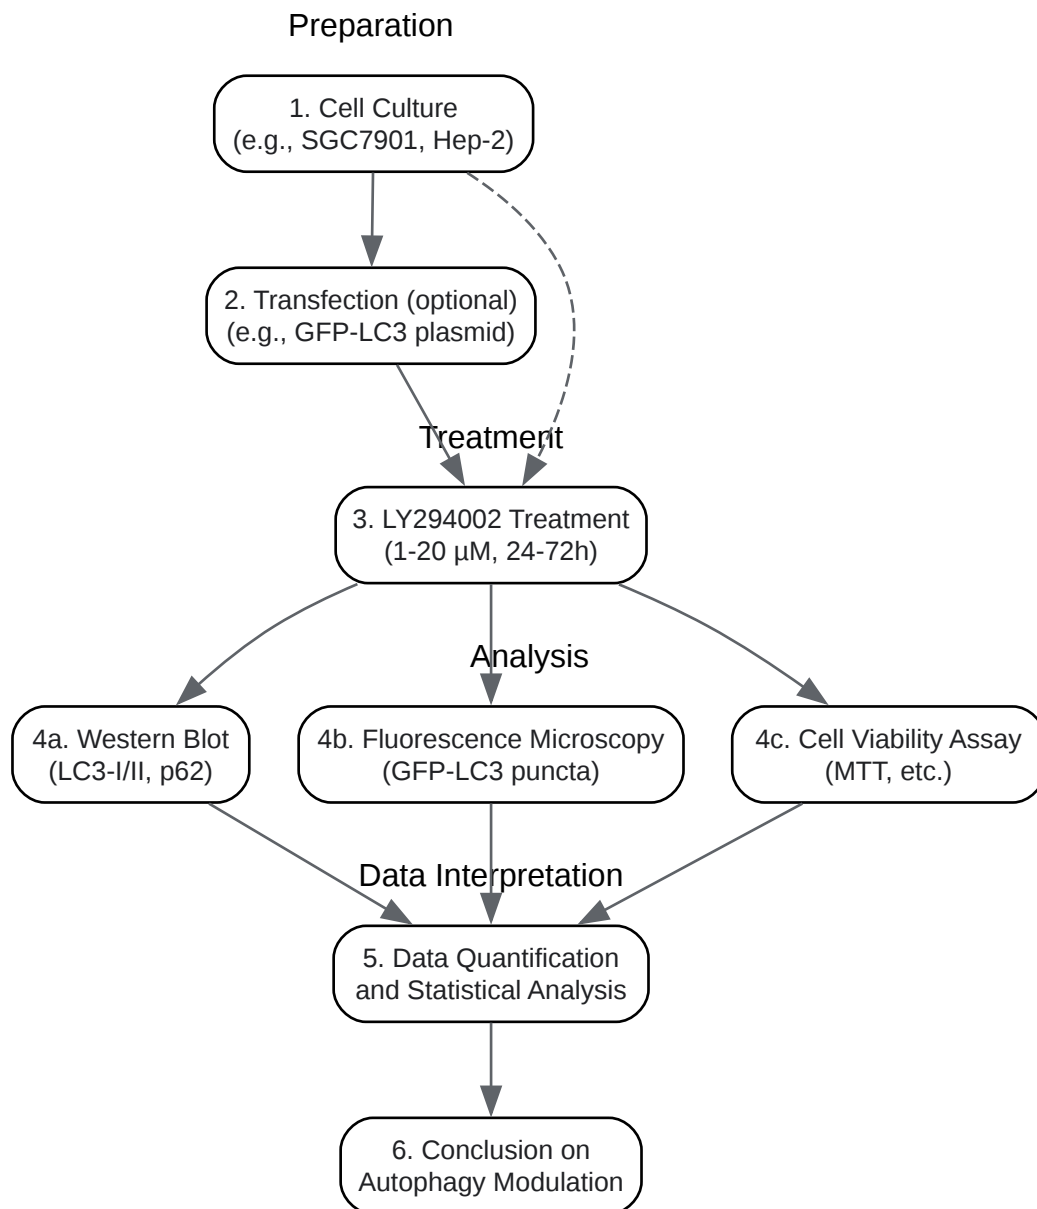 Preparation
1. Cell Culture
(e.g., SGC7901, Hep-2)
2. Transfection (optional)
(e.g., GFP-LC3 plasmid)
Treatment
3. LY294002 Treatment
(1-20 µM, 24-72h)
Analysis
4a. Western Blot
(LC3-I/II, p62)
4b. Fluorescence Microscopy
(GFP-LC3 puncta)
4c. Cell Viability Assay
(MTT, etc.)
Data Interpretation
5. Data Quantification
and Statistical Analysis
6. Conclusion on
Autophagy Modulation